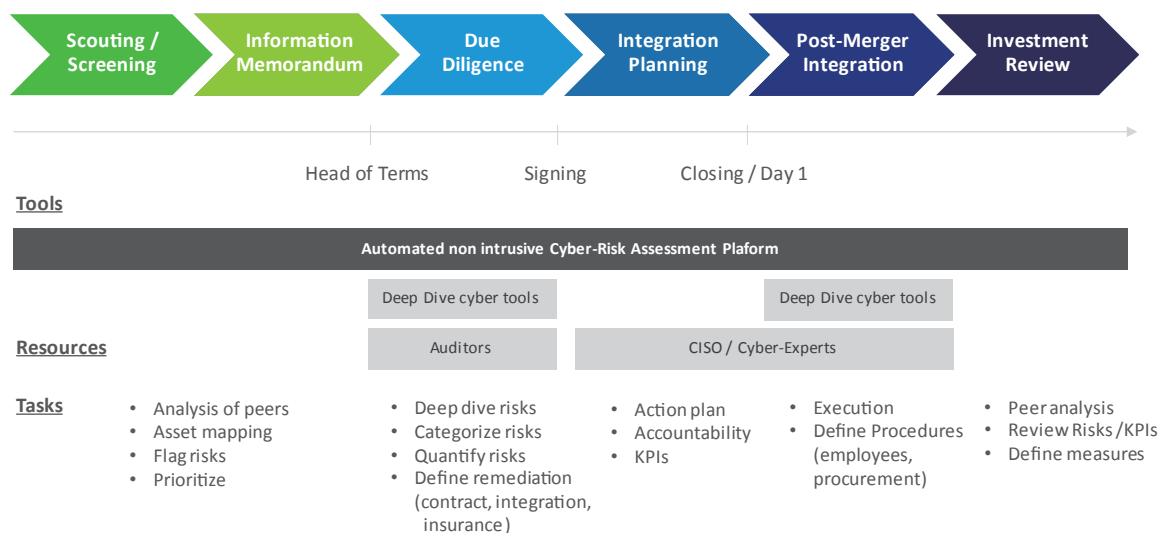 Scouting /
Screening
Information
Memorandum
Due
Diligence
Integration
Planning
Post-Merger
Integration
Investment
Review
Head of Terms
Signing
Closing / Day 1
Tools
Automated non intrusive Cyber-Risk Assessment Plaform
Deep Dive cyber tools
Deep Dive cyber tools
Resources
Auditors
CISO / Cyber-Experts
Tasks
• Analysis of peers
• Asset mapping
• Flag risks
• Prioritize
• Deep dive risks
• Categorize risks
• Quantify risks
• Define remediation
(contract, integration,
insurance)
• Action plan
• Accountability
• KPIs
• Execution
• Define Procedures
(employees,
procurement)
• Peer analysis
• Review Risks /KPIs
• Define measures